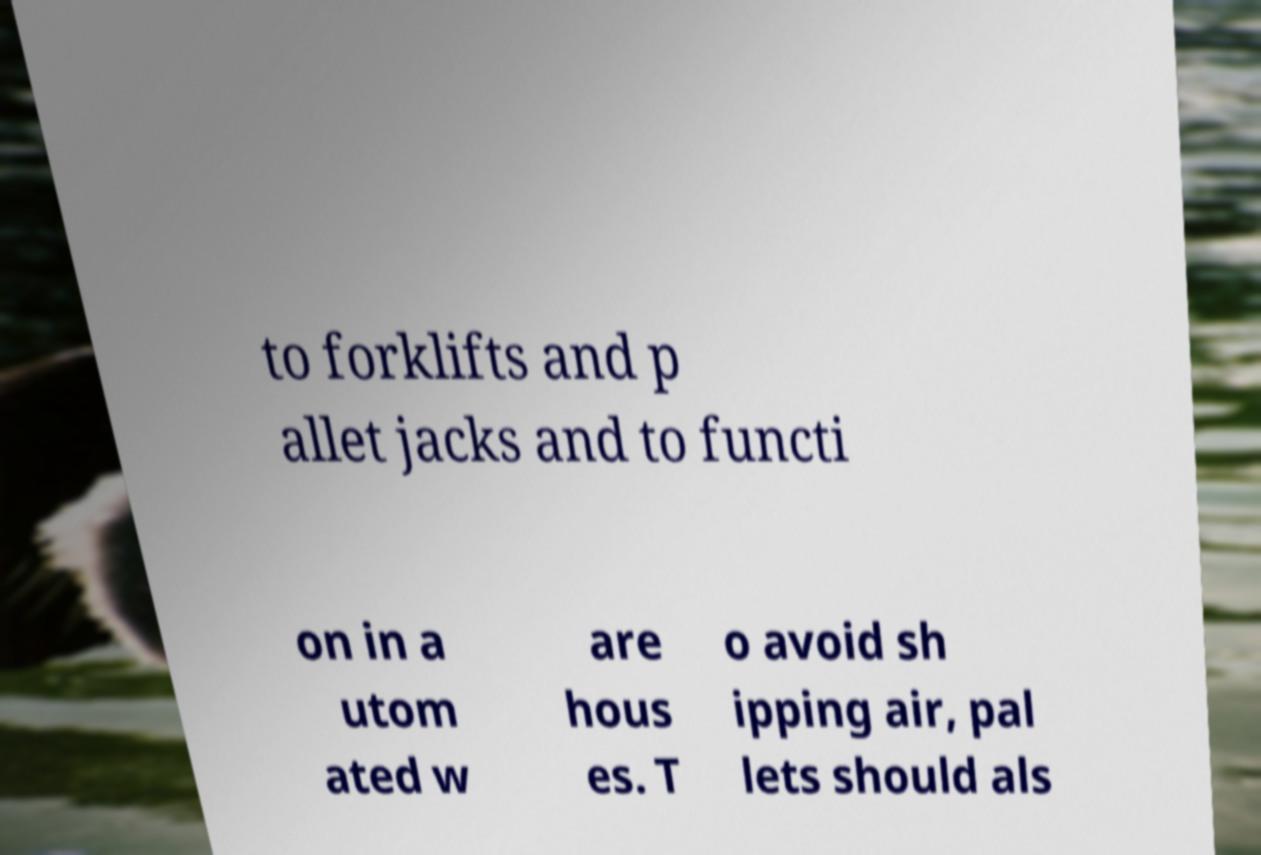 to forklifts and p
allet jacks and to functi
on in a
utom
ated w
are
hous
es. T
o avoid sh
ipping air, pal
lets should als